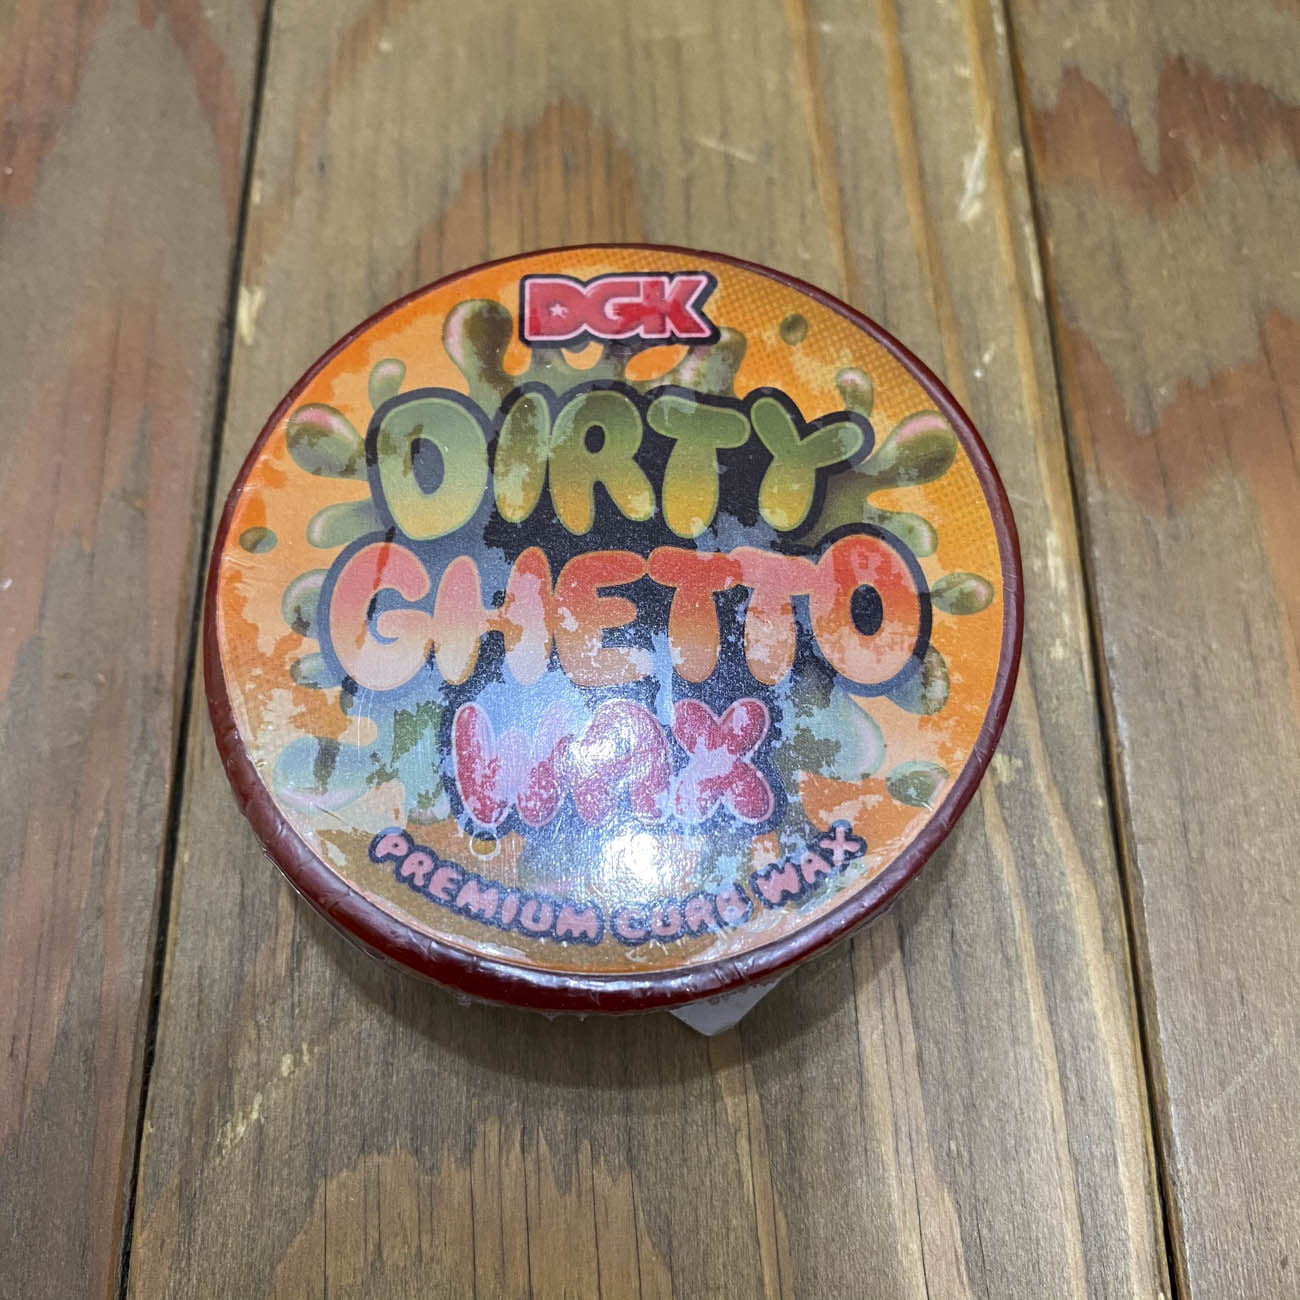 DGK
DIRTY
GHETTO
WAX
PREMIUM CURB WAX